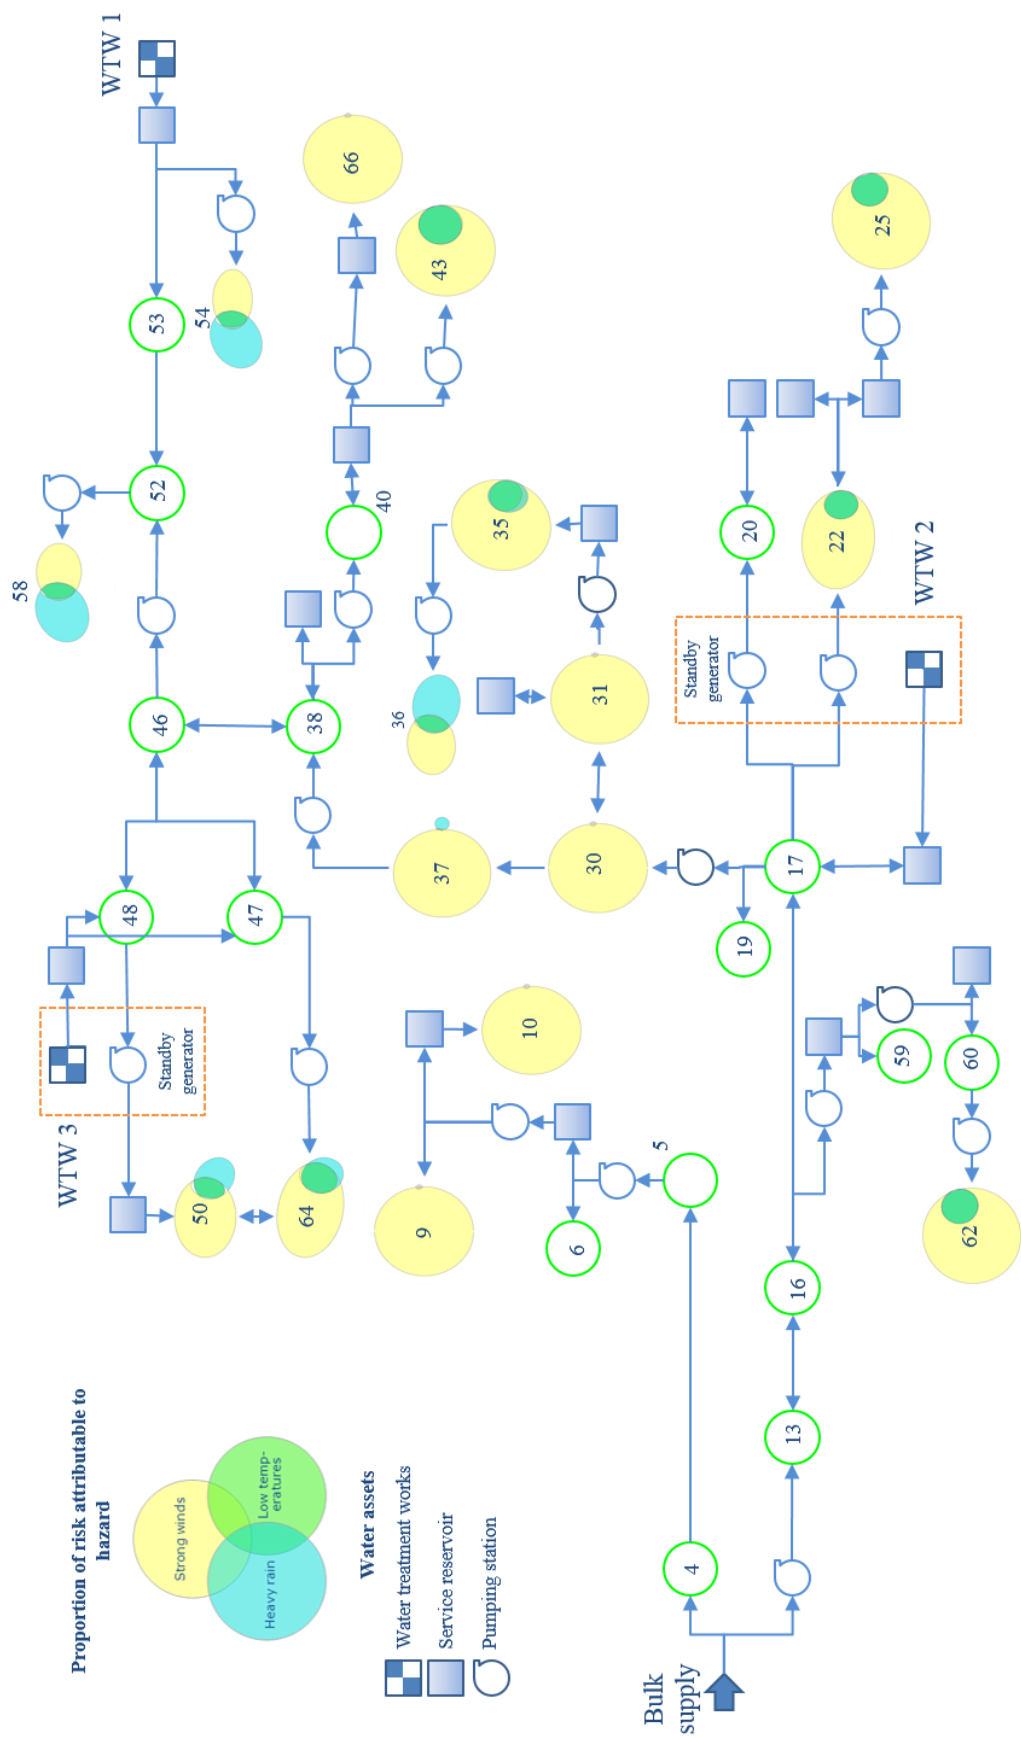 Proportion of risk attributable to
hazard
Strong winds
Heavy rain
Low temp-
eratures
Water assets
Water treatment works
Service reservoir
Pumping station
WTW 3
Standby
generator
58
WTW 1
48
52
53
50
47
46
54
64
38
66
9
10
37
36
40
43
6
30
31
35
Bulk
supply
4
5
19
Standby
generator
20
13
16
17
22
25
59
WTW 2
62
60